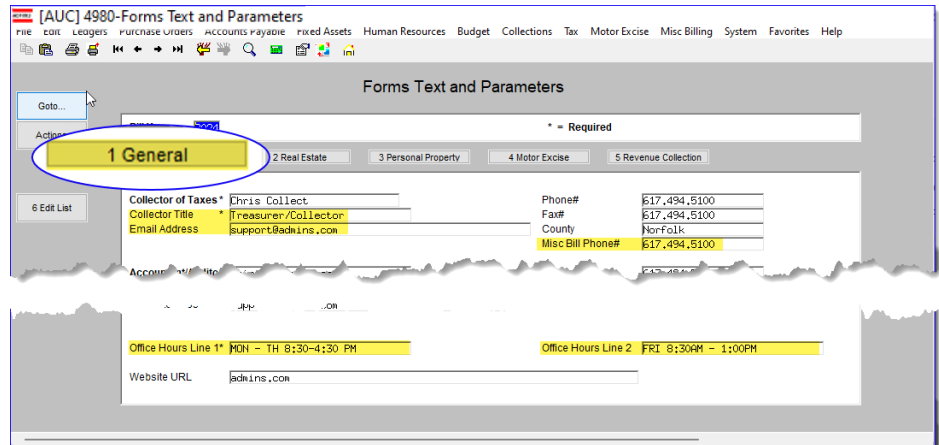 [AUC] 4980-Forms Text and Parameters
File Edit Ledgers Purchase Orders Accounts Payable Fixed Assets Human Resources Budget Collections Tax Motor Excise Misc Billing System Favorites Help
Forms Text and Parameters
Goto...
2024 * = Required
Actions
1 General 2 Real Estate 3 Personal Property 4 Motor Excise 5 Revenue Collection
6 Edit List
Collector of Taxes* Chris Collect Phone# 617.494.5100
Collector Title * Treasurer/Collector Fax# 617.494.5100
Email Address support@admins.com County Norfolk
Misc Bill Phone# 617.494.5100
Office Hours Line 1* MON - TH 8:30-4:30 PM Office Hours Line 2 FRI 8:30AM - 1:00PM
Website URL admins.com